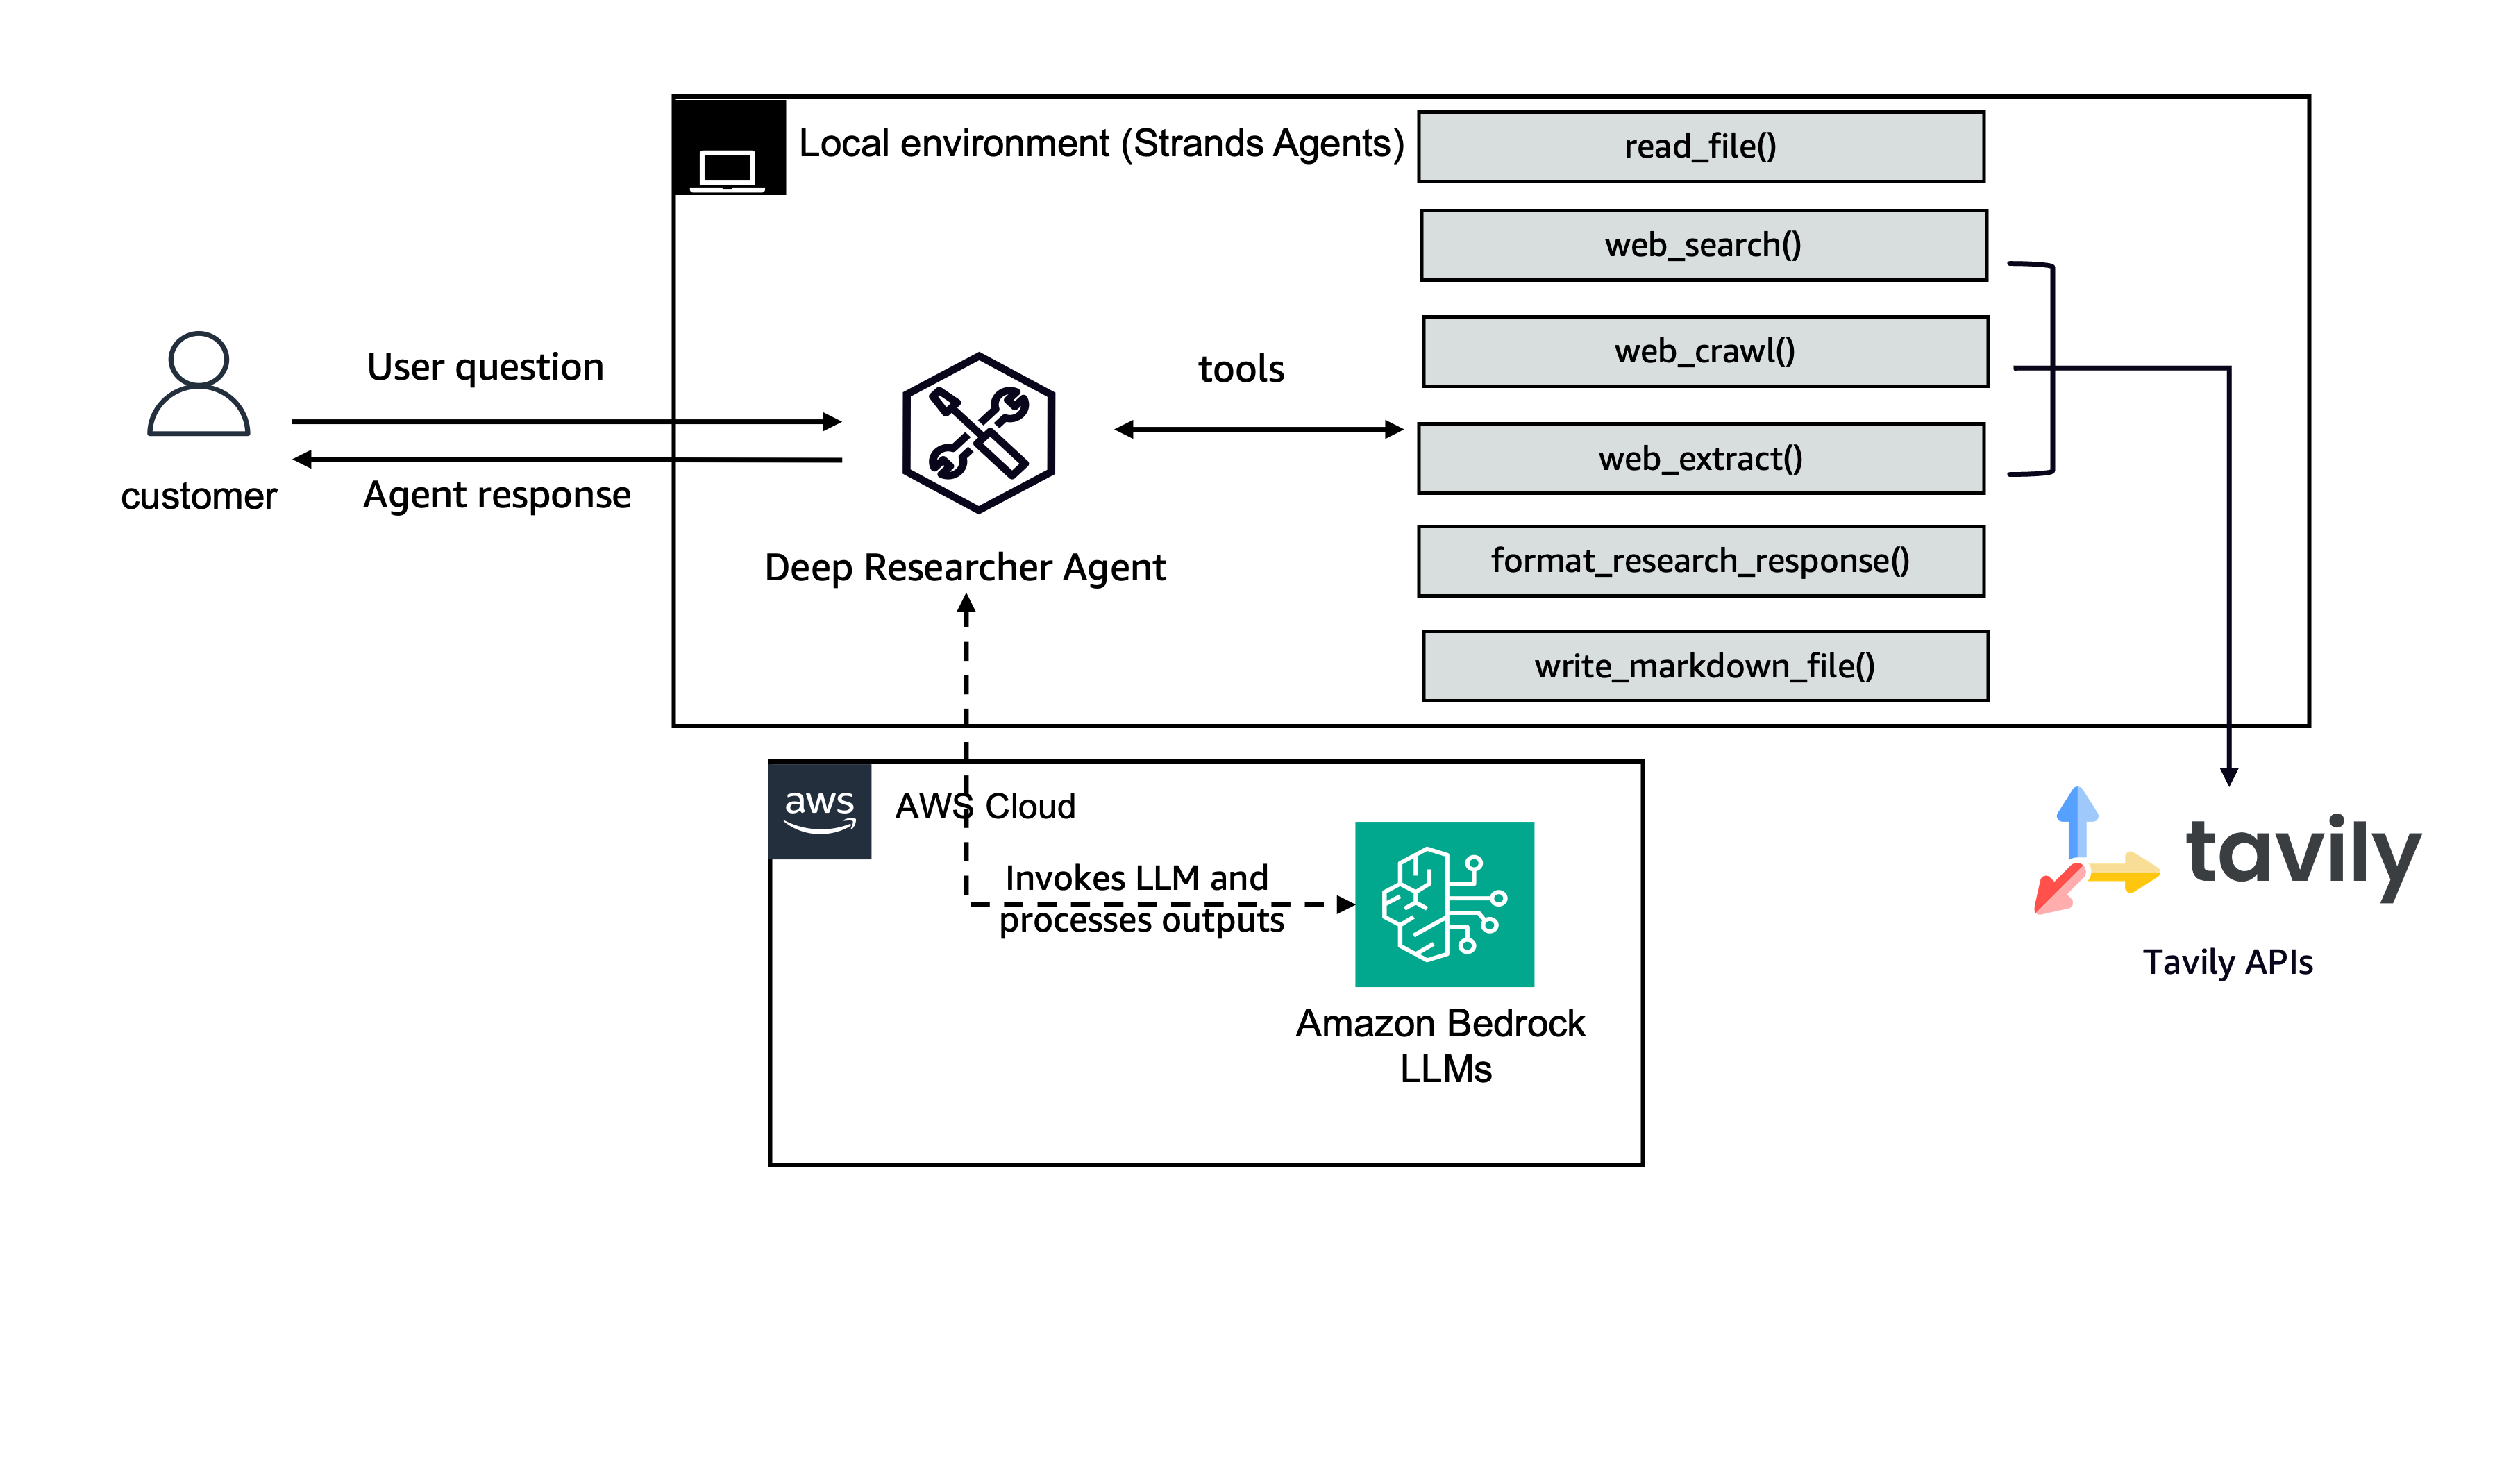 Local environment (Strands Agents)
read_file()
web_search()
web_crawl()
web_extract()
format_research_response()
write_markdown_file()
User question
Agent response
customer
tools
Deep Researcher Agent
aws
AWS Cloud
Invokes LLM and
processes outputs
Amazon Bedrock
LLMs
tavily
Tavily APIs